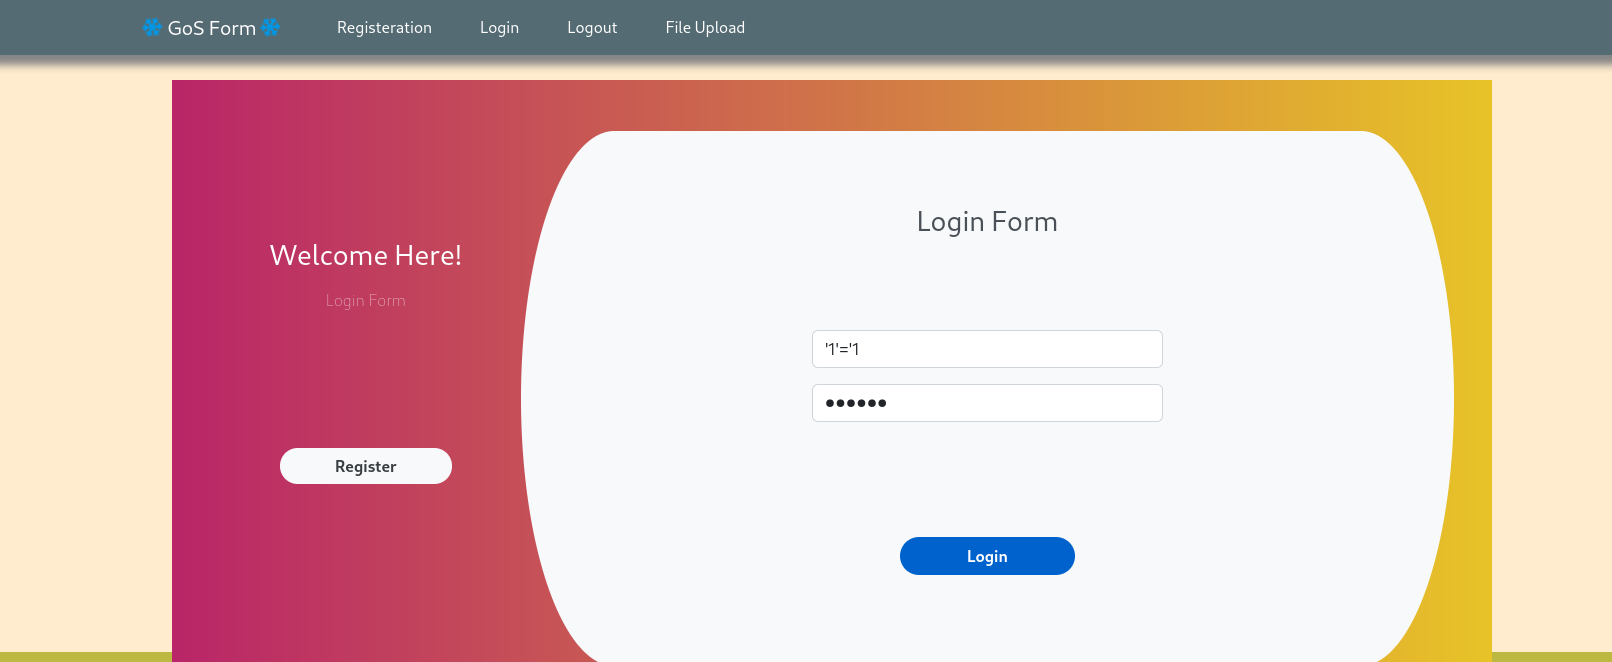 GoS Form Registeration Login Logout File Upload
Welcome Here!
Login Form
Register
Login Form
'1'='1
••••••
Login